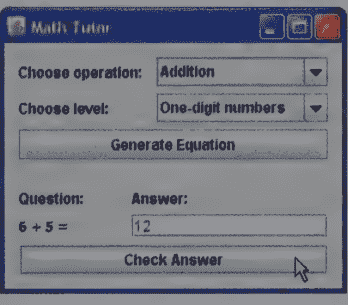 Math Tutor
Choose operation: Addition
Choose level: One-digit numbers
Generate Equation
Question: Answer:
6 + 5 = 12
Check Answer